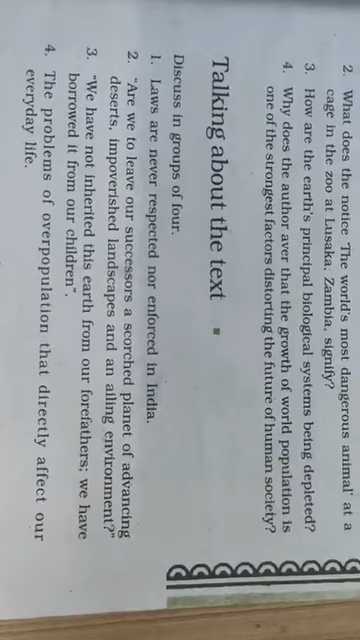 2. What does the notice ‘The world's most dangerous animal’ at a
cage in the zoo at Lusaka, Zambia, signify?
3. How are the earth's principal biological systems being depleted?
4. Why does the author aver that the growth of world population is
one of the strongest factors distorting the future of human society?
Talking about the text
Discuss in groups of four.
1. Laws are never respected nor enforced in India.
2. "Are we to leave our successors a scorched planet of advancing
deserts, impoverished landscapes and an ailing environment?"
3. "We have not inherited this earth from our forefathers; we have
borrowed it from our children".
4. The problems of overpopulation that directly affect our
everyday life.